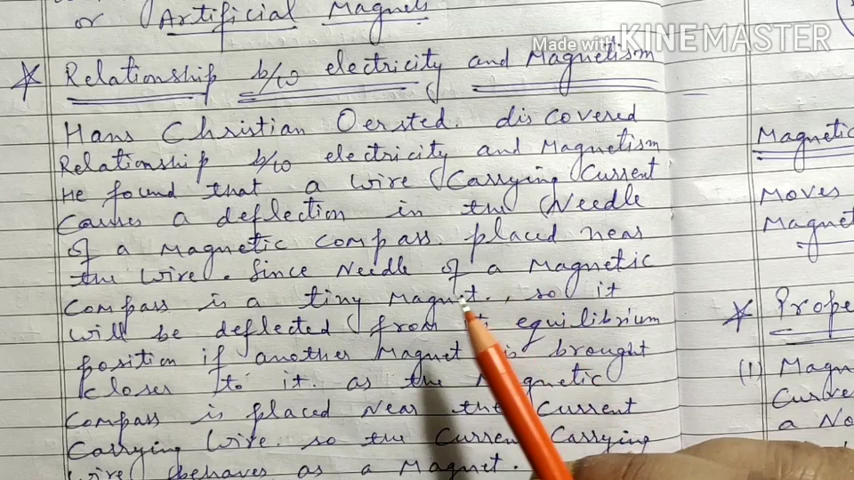 or Artificial Magnets
Made with KINEMASTER
Relationship b/w electricity and Magnetism
Hans Christian Oersted. discovered
Relationship b/w electricity and Magnetism
He found that a wire Carrying Current
Causes a deflection in the Needle
of a Magnetic Compass. placed near
the wire. Since Needle of a Magnetic
Compass is a tiny Magnet., so it
will be deflected from equilibrium
position if another Magnet is brought
closer to it. as the Magnetic
Compass is placed Near the Current
Carrying wire. so the Current Carrying
wire behaves as a Magnet.
Magnetic
Moves
Magnet
Prope
(1) Magn
Curve
a No